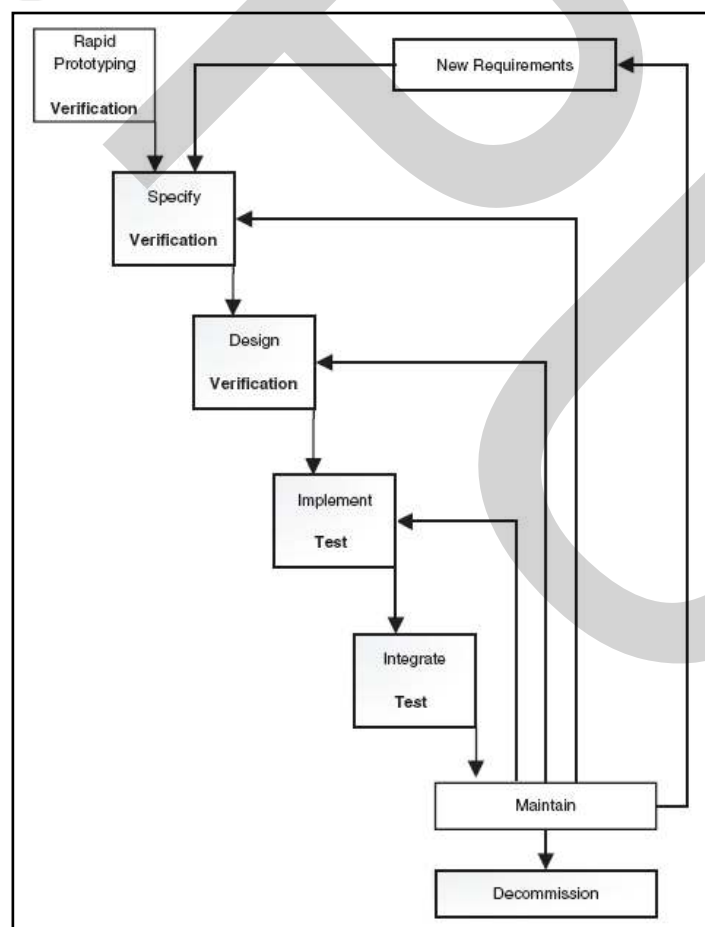 Rapid
Prototyping
Verification
New Requirements
Specify
Verification
Design
Verification
Implement
Test
Integrate
Test
Maintain
Decommission